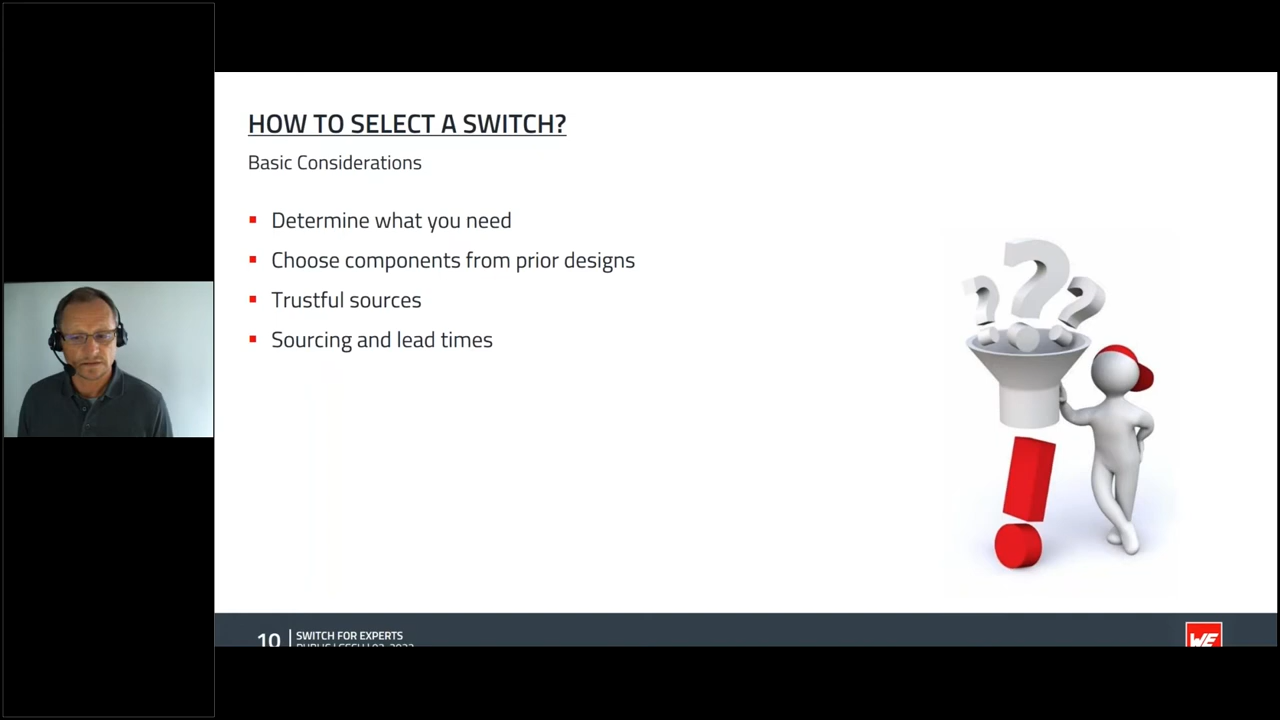 HOW TO SELECT A SWITCH?
Basic Considerations
Determine what you need
Choose components from prior designs
Trustful sources
Sourcing and lead times
10
SWITCH FOR EXPERTS
WE